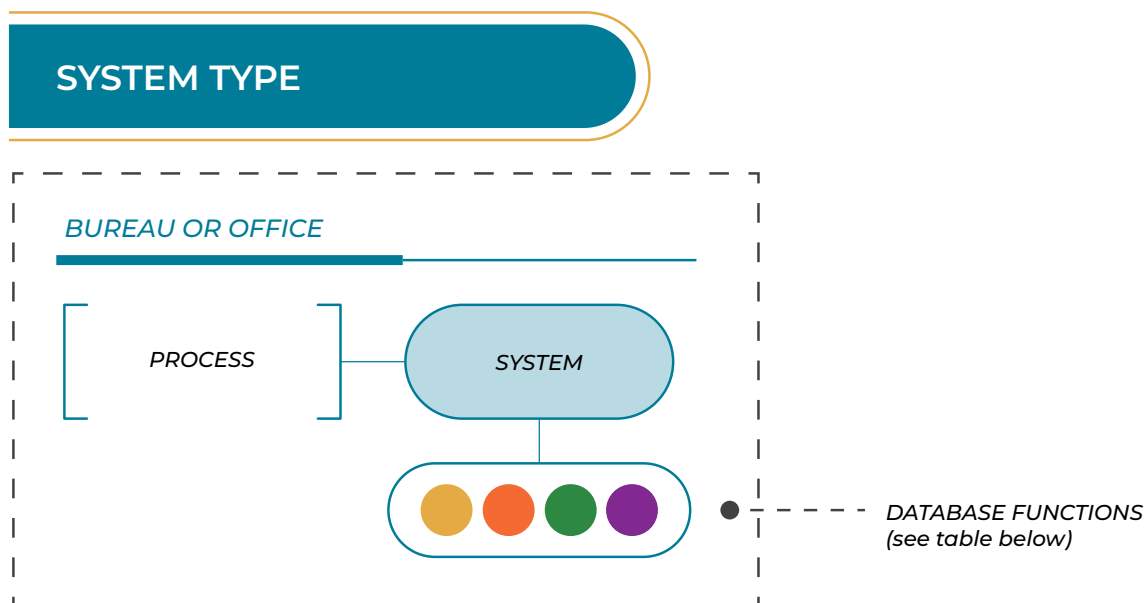 SYSTEM TYPE
BUREAU OR OFFICE
PROCESS
SYSTEM
DATABASE FUNCTIONS
(see table below)